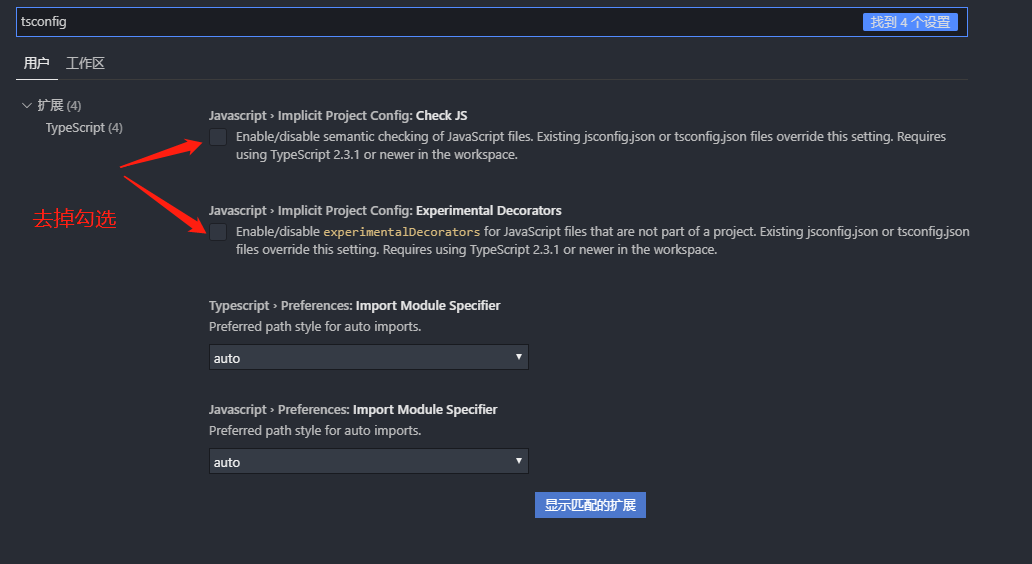 tsconfig
找到 4 个设置
用户 工作区
扩展 (4)
TypeScript (4)
去掉勾选
Javascript › Implicit Project Config: Check JS
Enable/disable semantic checking of JavaScript files. Existing jsconfig.json or tsconfig.json files override this setting. Requires
using TypeScript 2.3.1 or newer in the workspace.
Javascript › Implicit Project Config: Experimental Decorators
Enable/disable experimentalDecorators for JavaScript files that are not part of a project. Existing jsconfig.json or tsconfig.json
files override this setting. Requires using TypeScript 2.3.1 or newer in the workspace.
Typescript › Preferences: Import Module Specifier
Preferred path style for auto imports.
auto
Javascript › Preferences: Import Module Specifier
Preferred path style for auto imports.
auto
显示匹配的扩展